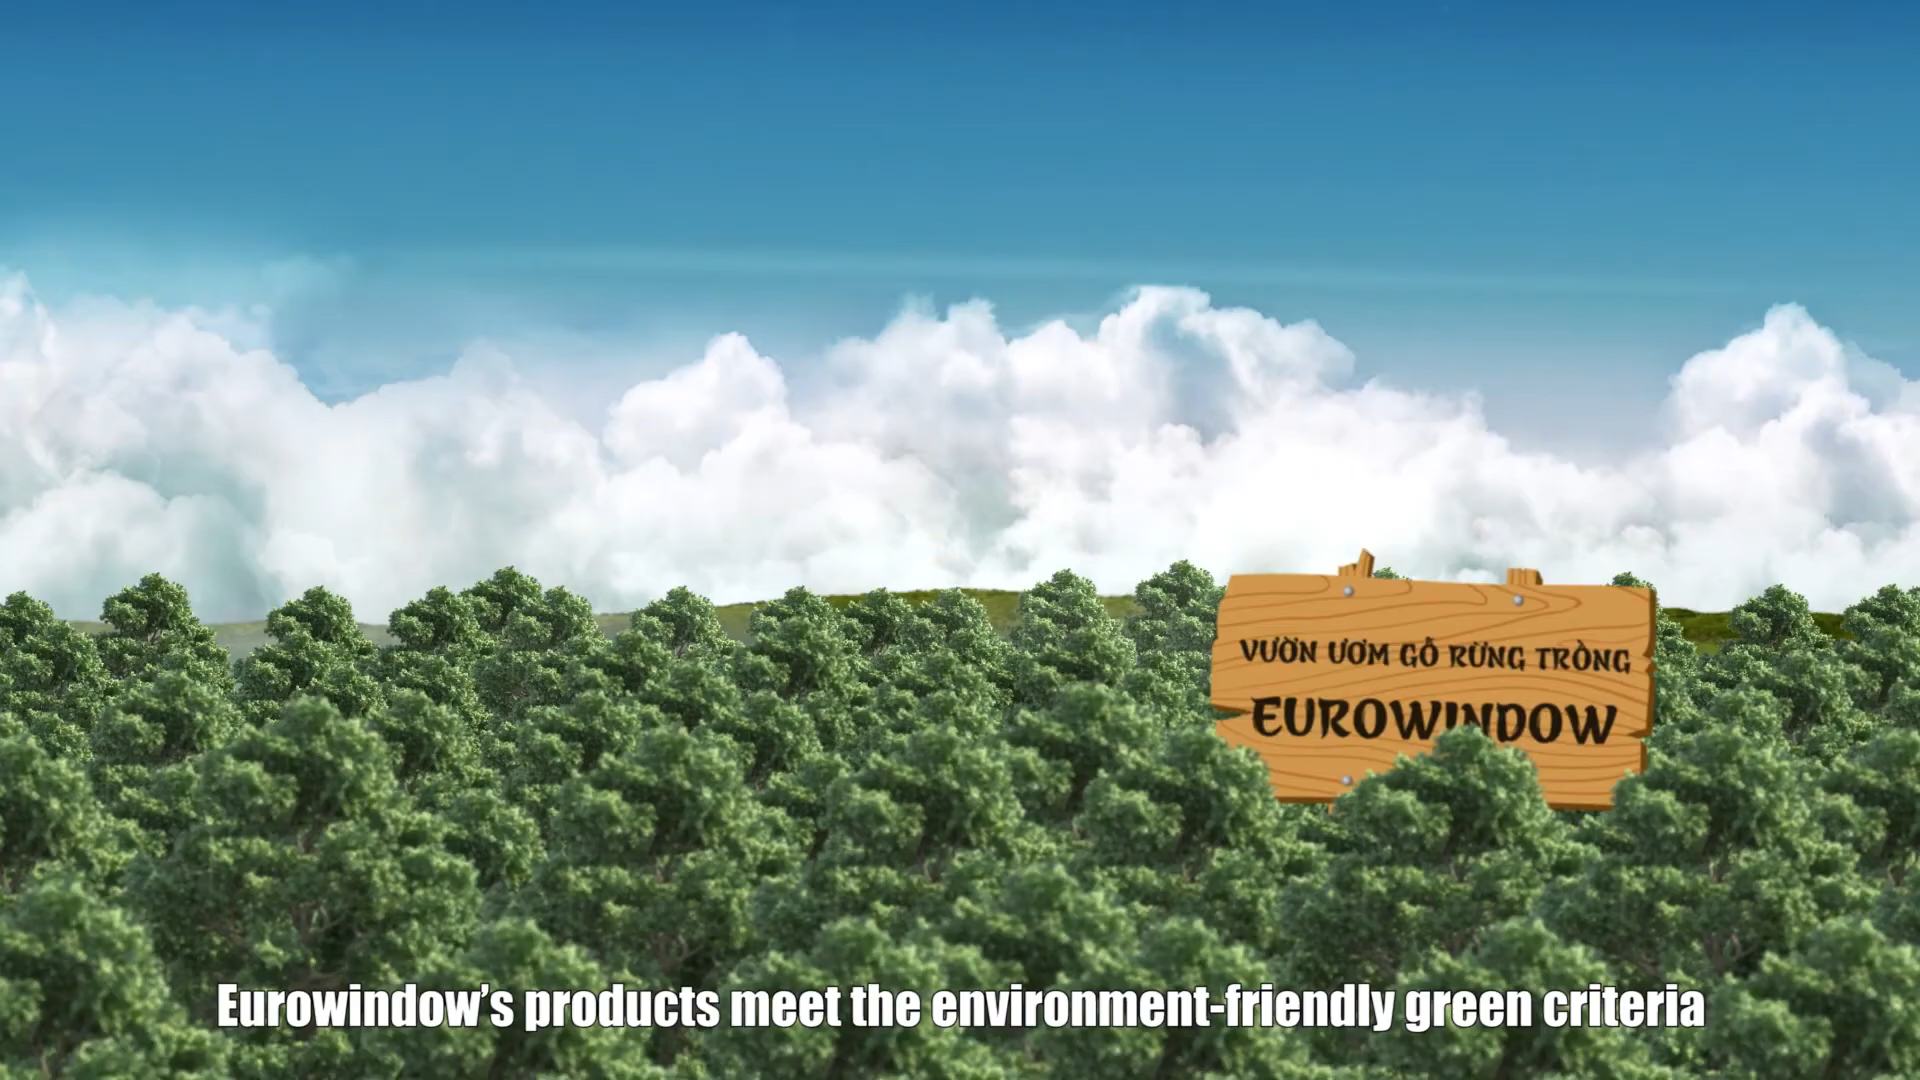 VƯỜN ƯƠM GỖ RỪNG TRỒNG
EUROWINDOW
Eurowindow’s products meet the environment-friendly green criteria